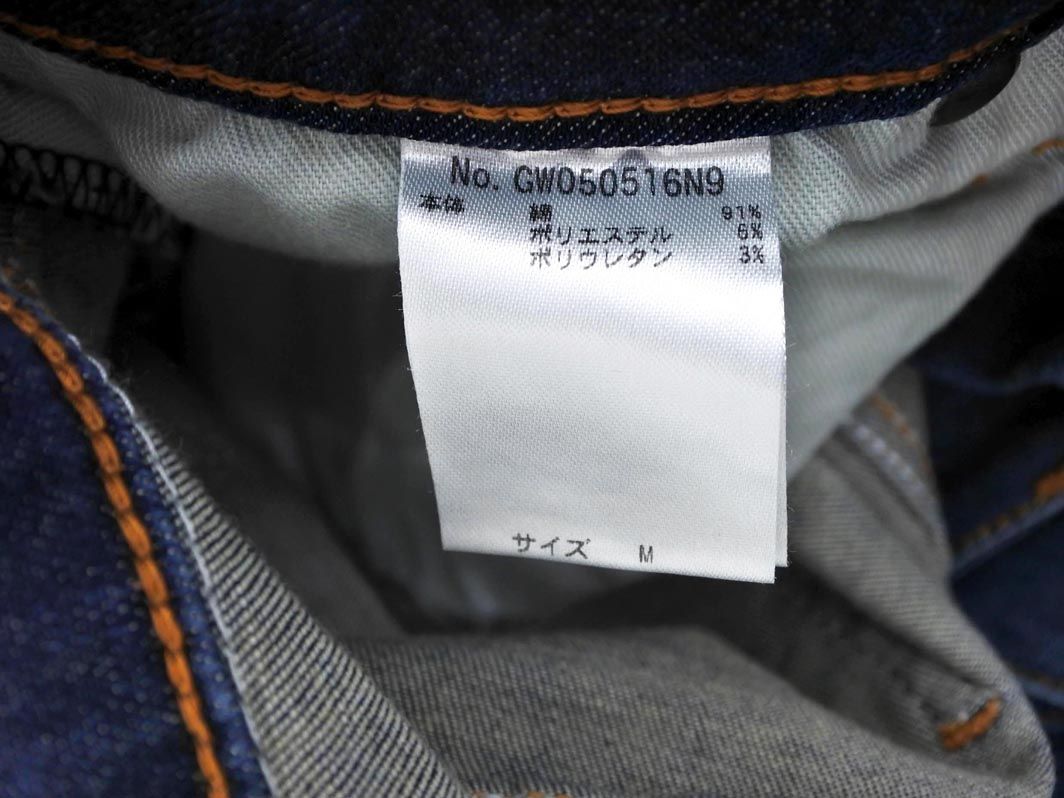 No. GW050516N9
本体 綿 91%
ポリエステル 6%
ポリウレタン 3%
サイズ M